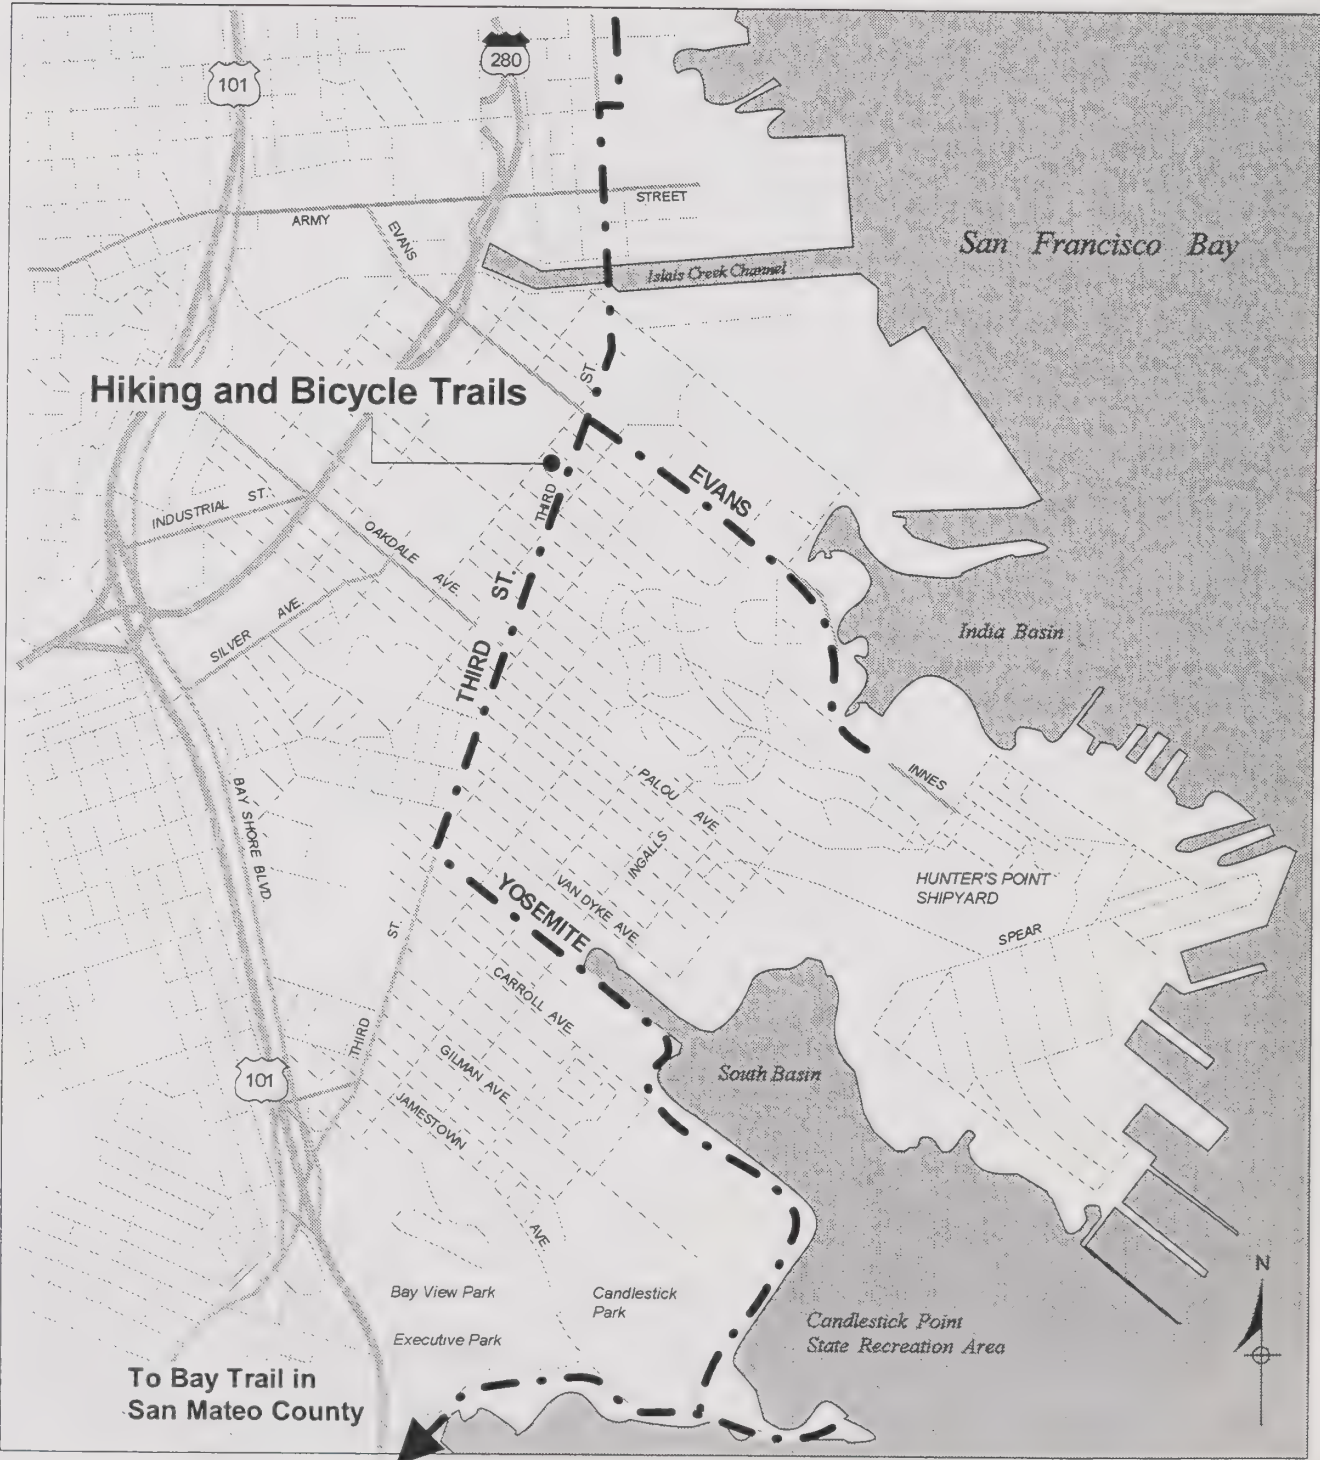 280
101
STREET
ARMY
EVANS
San Francisco Bay
Islais Creek Channel
ST.
Hiking and Bicycle Trails
EVANS
THIRD
INDUSTRIAL ST.
OAKDALE AVE.
ST.
SILVER AVE.
India Basin
THIRD
INNES
PALOU AVE
BAY SHORE BLVD.
INGALLS
HUNTER'S POINT
SHIPYARD
VAN DYKE AVE
YOSEMITE
ST.
SPEAR
CARROLL AVE
THIRD
GILMAN AVE
South Basin
101
JAMESTOWN
AVE
N
Bay View Park
Candlestick
Park
Candlestick Point
State Recreation Area
Executive Park
To Bay Trail in
San Mateo County